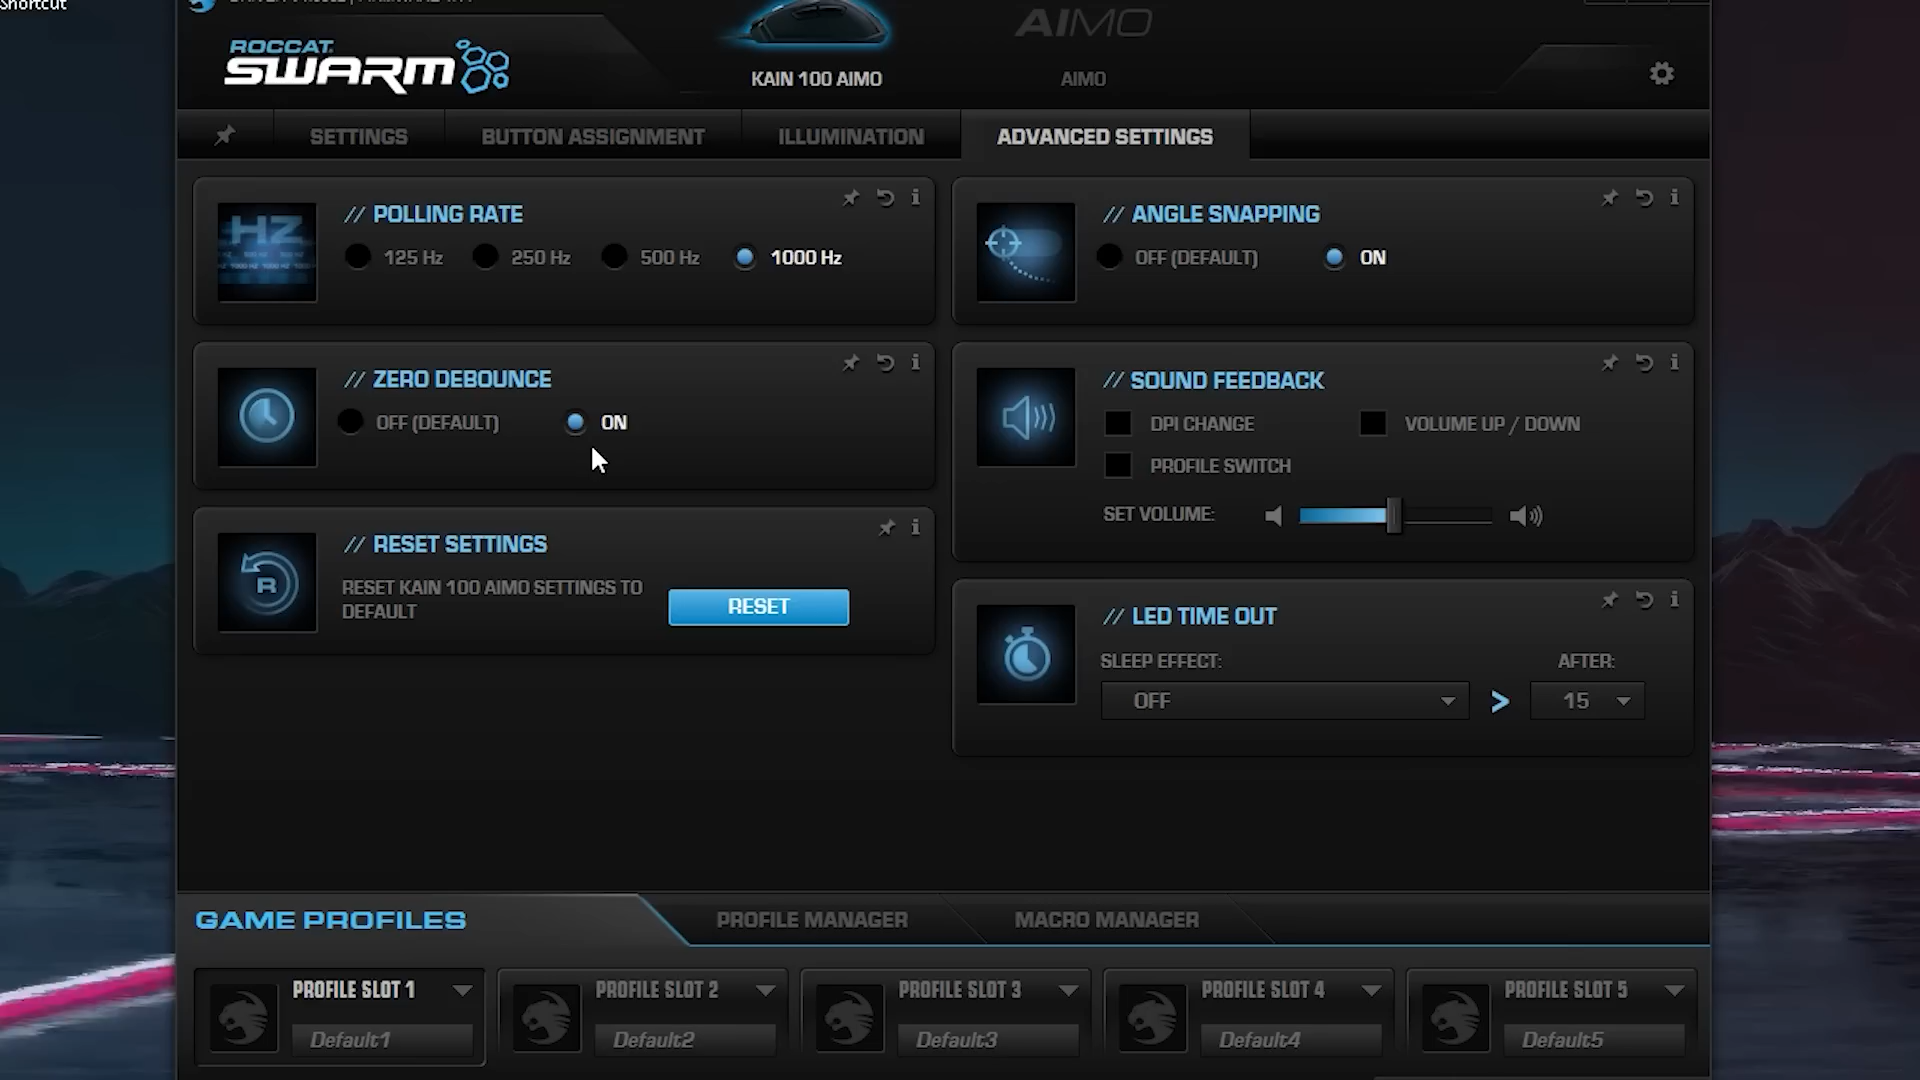 Shortcut
AIMO
ROCCAT
SWARM
KAIN 100 AIMO
AIMO
SETTINGS
BUTTON ASSIGNMENT
ILLUMINATION
ADVANCED SETTINGS
HZ
// POLLING RATE
125 Hz
250 Hz
500 Hz
1000 Hz
// ANGLE SNAPPING
OFF (DEFAULT)
ON
// ZERO DEBOUNCE
OFF (DEFAULT)
ON
// SOUND FEEDBACK
DPI CHANGE
VOLUME UP / DOWN
PROFILE SWITCH
SET VOLUME:
// RESET SETTINGS
R
RESET KAIN 100 AIMO SETTINGS TO
DEFAULT
RESET
// LED TIME OUT
SLEEP EFFECT:
AFTER:
OFF
>
15
GAME PROFILES
PROFILE MANAGER
MACRO MANAGER
PROFILE SLOT 1
Default1
PROFILE SLOT 2
Default2
PROFILE SLOT 3
Default3
PROFILE SLOT 4
Default4
PROFILE SLOT 5
Default5